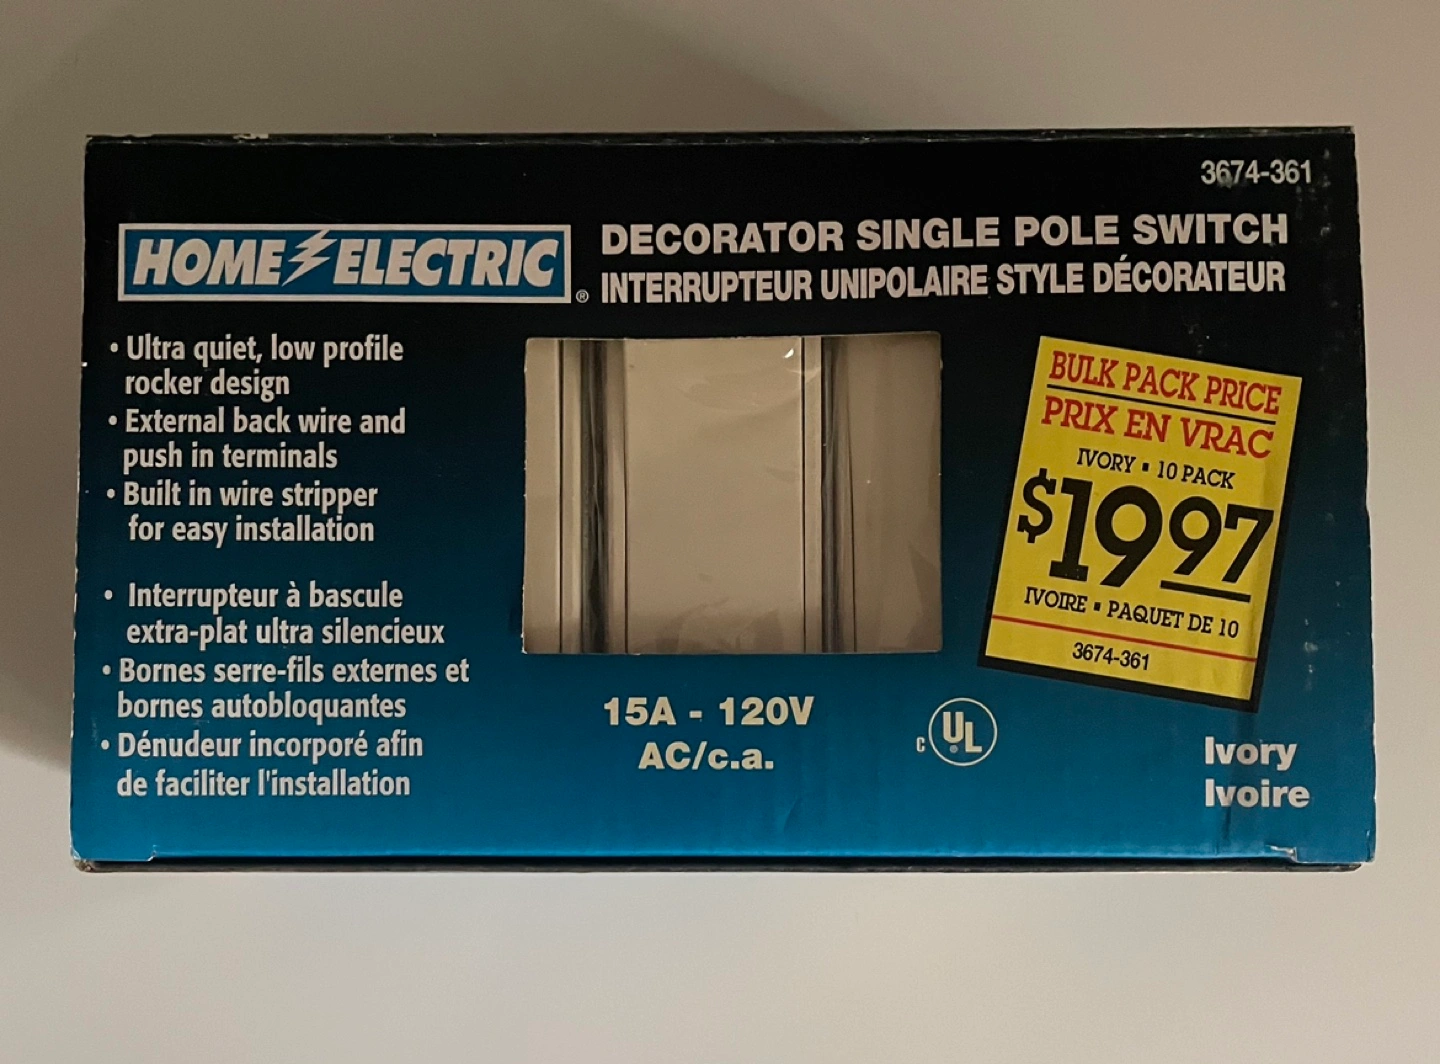 3674-361
HOME ELECTRIC ®
DECORATOR SINGLE POLE SWITCH
INTERRUPTEUR UNIPOLAIRE STYLE DÉCORATEUR
• Ultra quiet, low profile
rocker design
• External back wire and
push in terminals
• Built in wire stripper
for easy installation
• Interrupteur à bascule
extra-plat ultra silencieux
• Bornes serre-fils externes et
bornes autobloquantes
• Dénudeur incorporé afin
de faciliter l'installation
BULK PACK PRICE
PRIX EN VRAC
IVORY ▪ 10 PACK
$19 97
IVOIRE ▪ PAQUET DE 10
3674-361
15A - 120V
AC/c.a.
C UL ®
Ivory
Ivoire